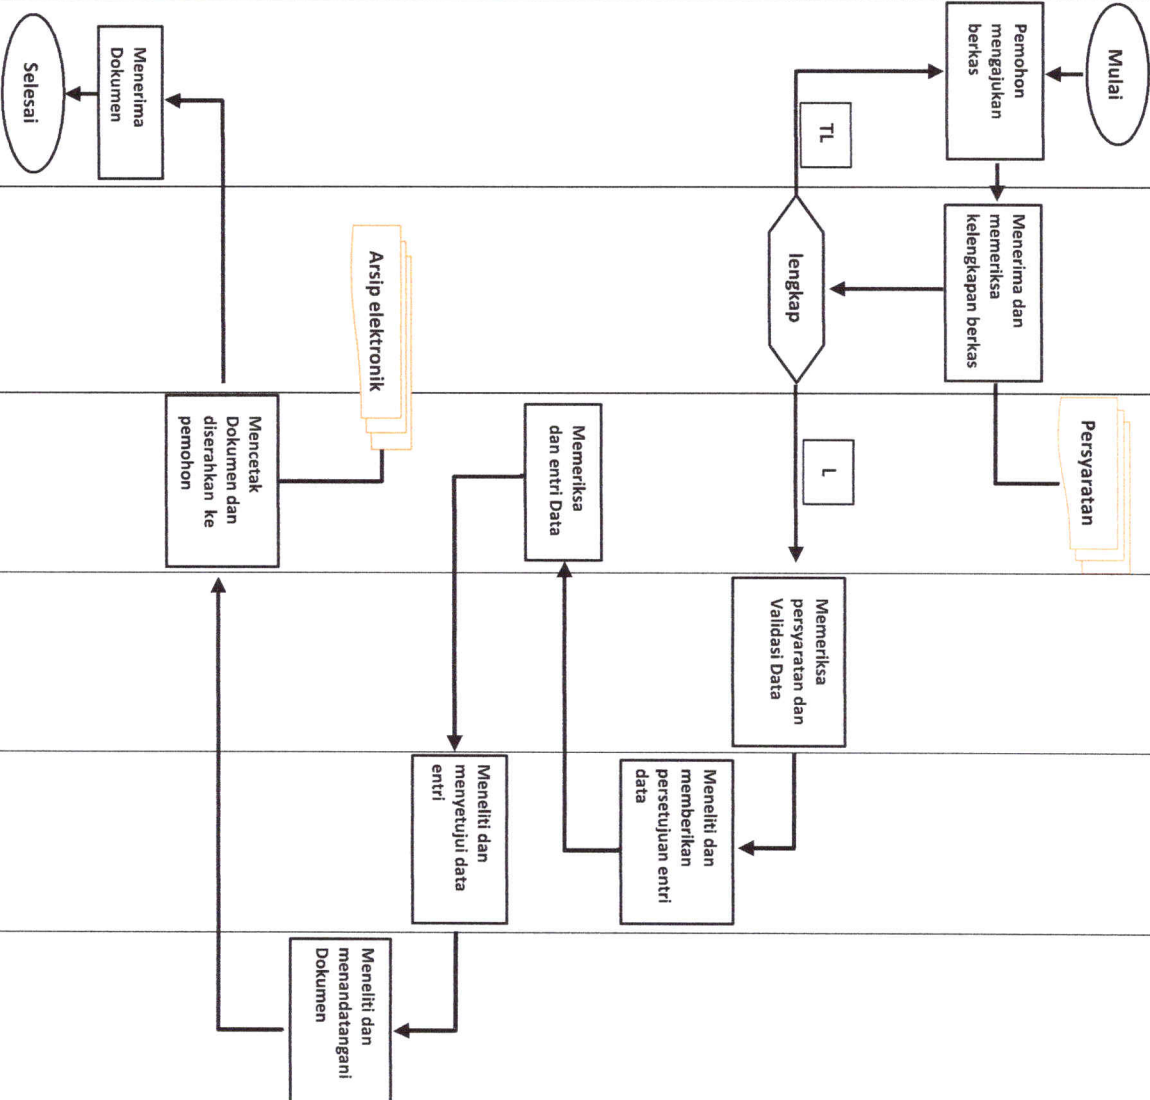 Mulai
Pemohon
mengajukan
berkas
Menerima dan
memeriksa
kelengkapan berkas
Persyaratan
lengkap
TL
L
Memeriksa
persyaratan dan
Validasi Data
Meneliti dan
memberikan
persetujuan entri
data
Memeriksa
dan entri Data
Meneliti dan
menyetujui data
entri
Meneliti dan
menandatangani
Dokumen
Mencetak
Dokumen dan
diserahkan ke
pemohon
Arsip elektronik
Menerima
Dokumen
Selesai